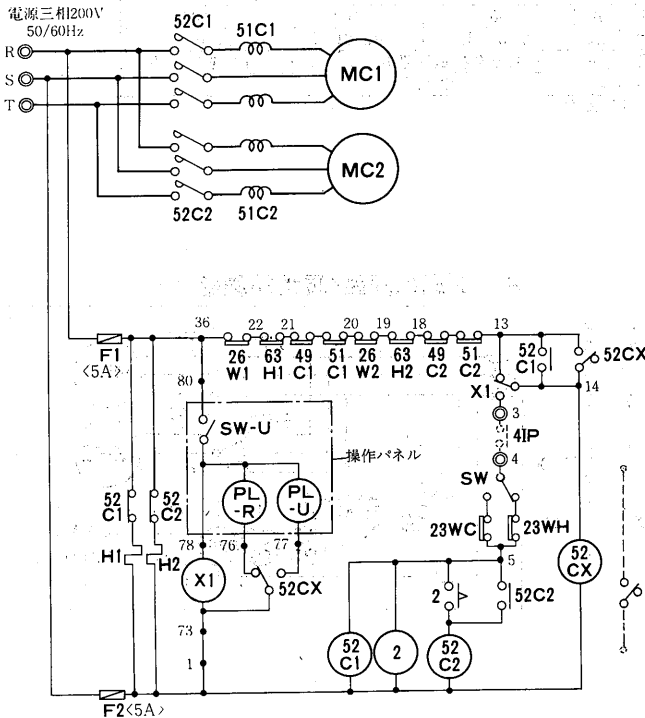 電源三相200V
50/60Hz
R
S
T
52C1
51C1
MC1
MC2
52C2
51C2
36
22
21
20
19
18
13
F1
〈5A〉
26
W1
63
H1
49
C1
51
C1
26
W2
63
H2
49
C2
51
C2
52
C1
52CX
14
80
X1
3
SW-U
4IP
操作パネル
4
SW
PL
-R
PL
-U
52
C1
52
C2
23WC
23WH
H1
H2
78
76
77
5
X1
52CX
2
52C2
52
CX
73
1
52
C1
2
52
C2
F2〈5A〉